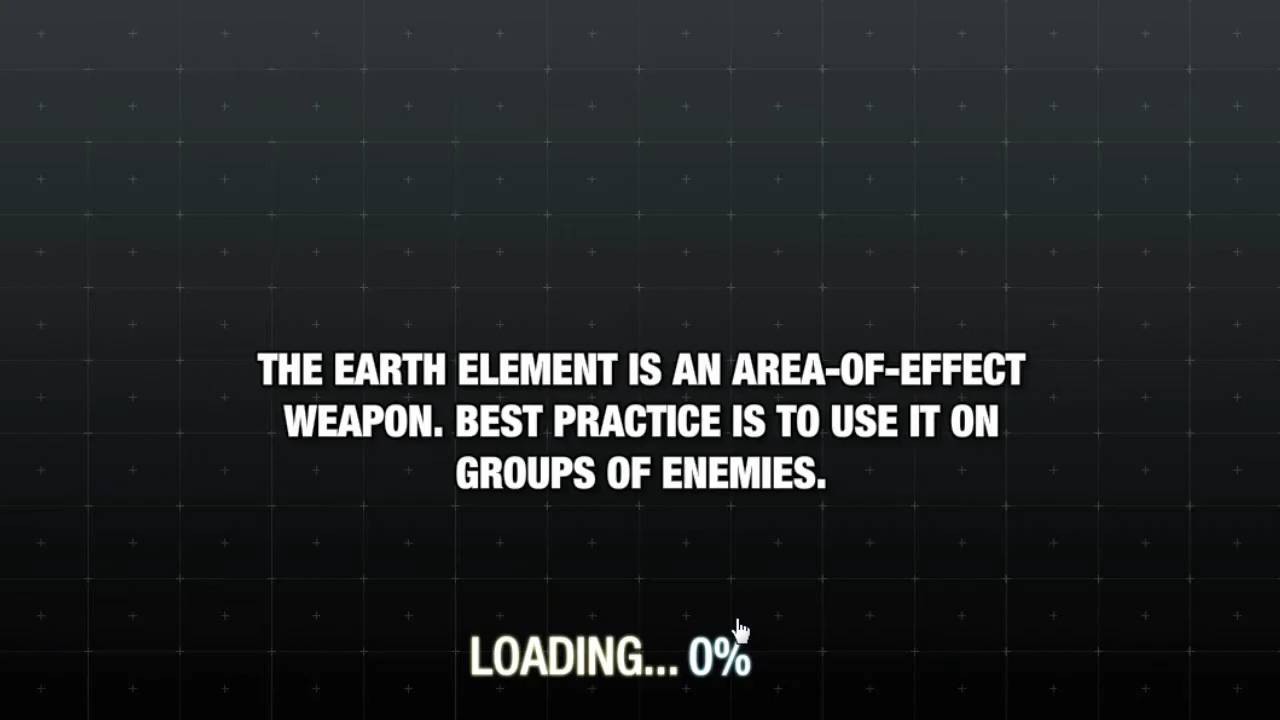 THE EARTH ELEMENT IS AN AREA-OF-EFFECT
WEAPON. BEST PRACTICE IS TO USE IT ON
GROUPS OF ENEMIES.
LOADING... 0%